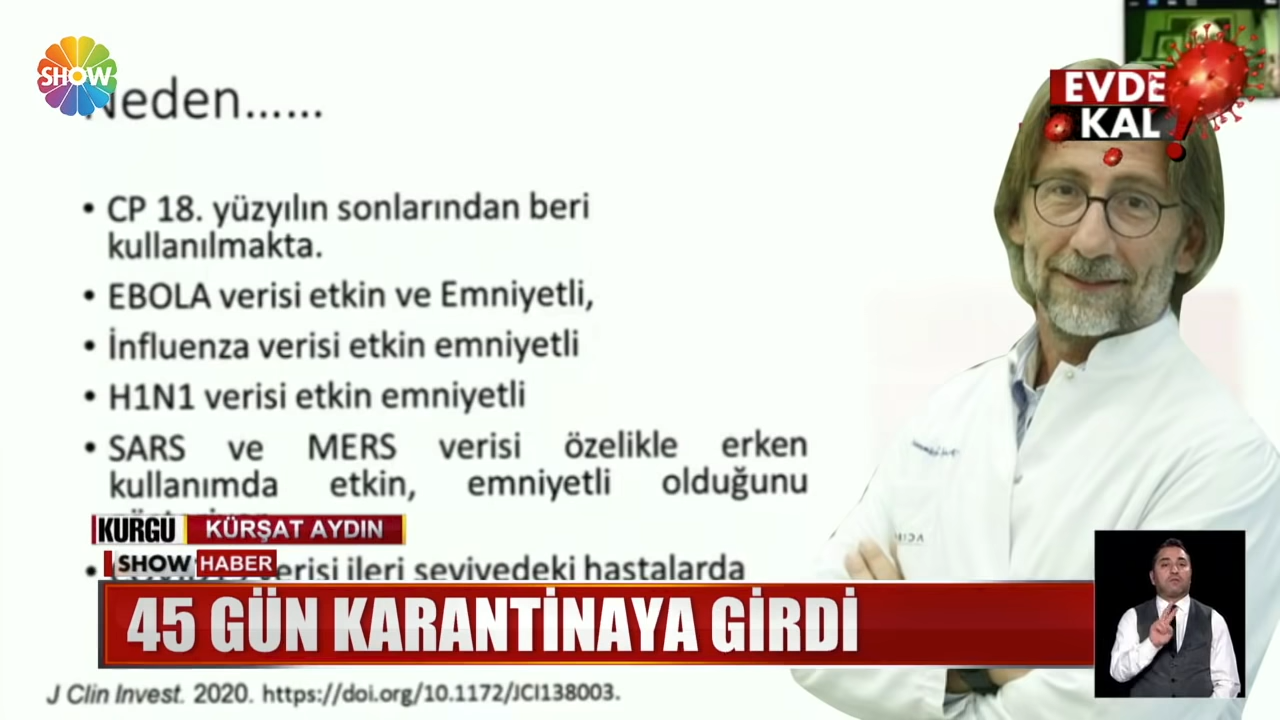 SHOW
Neden......
EVDE
KAL !
• CP 18. yüzyılın sonlarından beri
kullanılmakta.
• EBOLA verisi etkin ve Emniyetli,
• İnfluenza verisi etkin emniyetli
• H1N1 verisi etkin emniyetli
• SARS ve MERS verisi özelikle erken
kullanımda etkin, emniyetli olduğunu
KURGU KÜRŞAT AYDIN
SHOW HABER
• verisi ileri seviyedeki hastalarda
45 GÜN KARANTİNAYA GİRDİ
J Clin Invest. 2020. https://doi.org/10.1172/JCI138003.